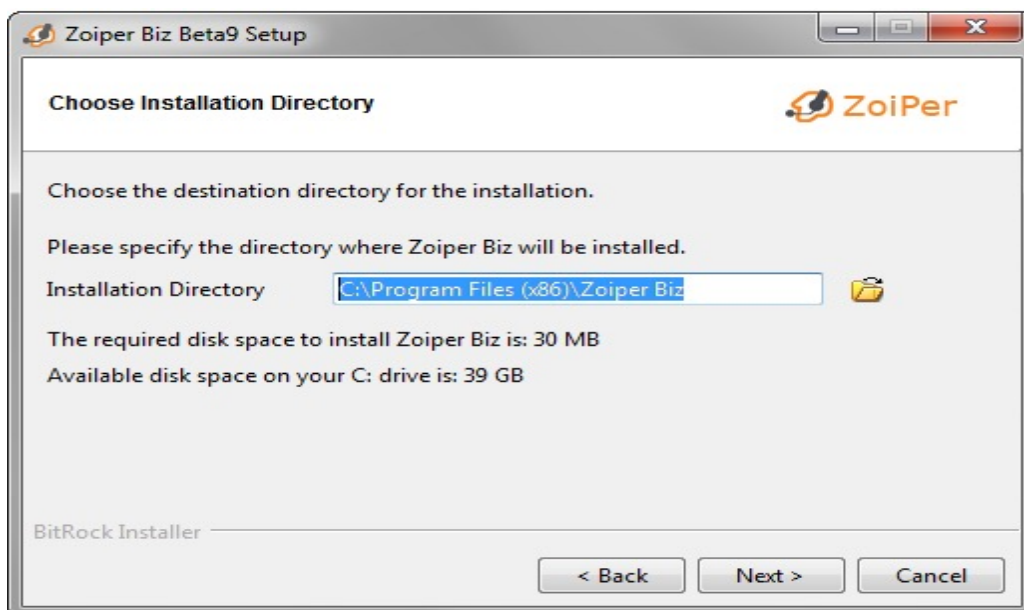 Zoiper Biz Beta9 Setup
Choose Installation Directory
ZoiPer
Choose the destination directory for the installation.
Please specify the directory where Zoiper Biz will be installed.
Installation Directory C:\Program Files (x86)\Zoiper Biz
The required disk space to install Zoiper Biz is: 30 MB
Available disk space on your C: drive is: 39 GB
BitRock Installer
< Back Next > Cancel